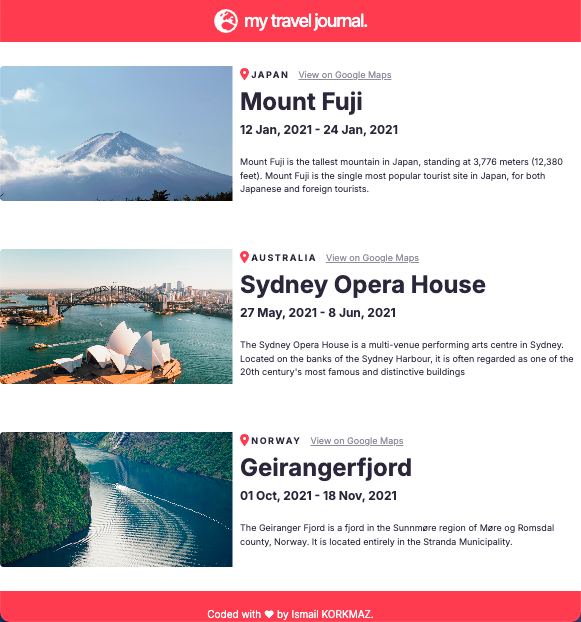 my travel journal.
JAPAN View on Google Maps
Mount Fuji
12 Jan, 2021 - 24 Jan, 2021
Mount Fuji is the tallest mountain in Japan, standing at 3,776 meters (12,380
feet). Mount Fuji is the single most popular tourist site in Japan, for both
Japanese and foreign tourists.
AUSTRALIA View on Google Maps
Sydney Opera House
27 May, 2021 - 8 Jun, 2021
The Sydney Opera House is a multi-venue performing arts centre in Sydney.
Located on the banks of the Sydney Harbour, it is often regarded as one of the
20th century's most famous and distinctive buildings
NORWAY View on Google Maps
Geirangerfjord
01 Oct, 2021 - 18 Nov, 2021
The Geiranger Fjord is a fjord in the Sunnmøre region of Møre og Romsdal
county, Norway. It is located entirely in the Stranda Municipality.
Coded with ❤ by Ismail KORKMAZ.